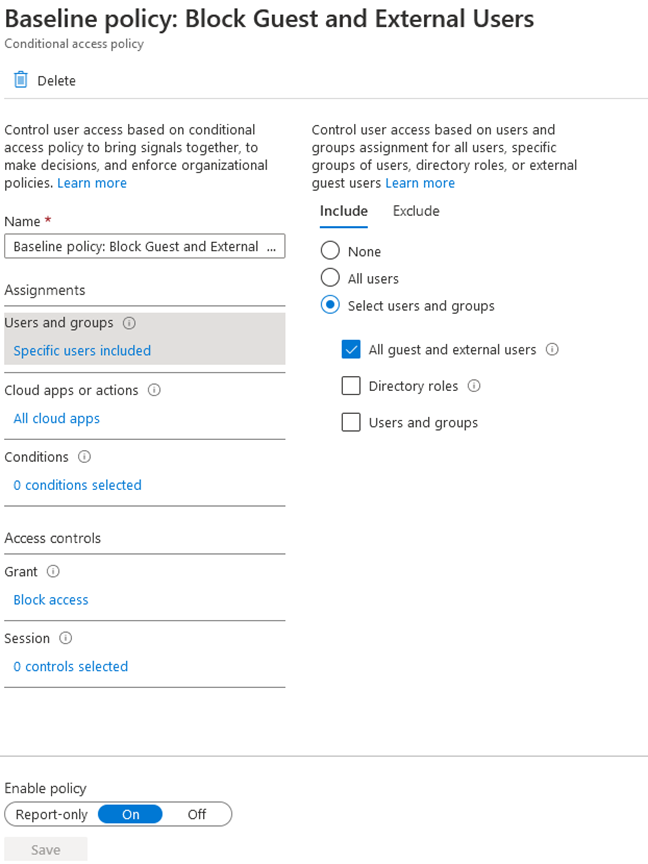 Baseline policy: Block Guest and External Users
Conditional access policy
Delete
Control user access based on conditional
access policy to bring signals together, to
make decisions, and enforce organizational
policies. Learn more
Name *
Baseline policy: Block Guest and External ...
Assignments
Users and groups
Specific users included
Cloud apps or actions
All cloud apps
Conditions
0 conditions selected
Access controls
Grant
Block access
Session
0 controls selected
Control user access based on users and
groups assignment for all users, specific
groups of users, directory roles, or external
guest users Learn more
Include Exclude
None
All users
Select users and groups
All guest and external users
Directory roles
Users and groups
Enable policy
Report-only On Off
Save